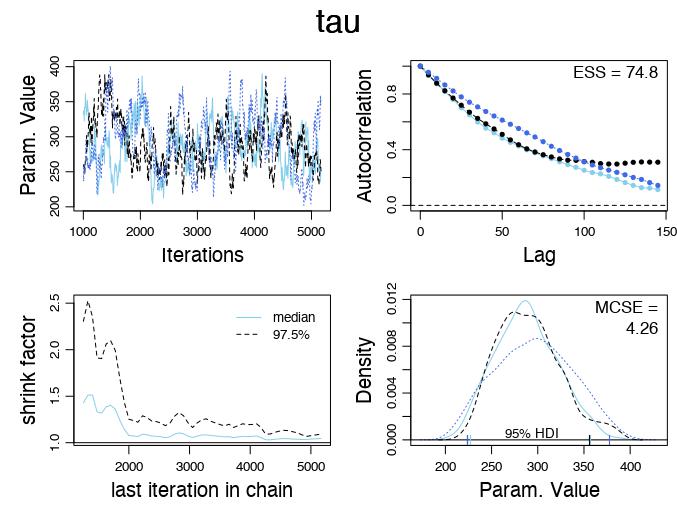 tau
Param. Value
400
350
300
250
200
1000
2000
3000
4000
5000
Iterations
Autocorrelation
0.8
0.4
0.0
ESS = 74.8
0
50
100
150
Lag
shrink factor
2.5
2.0
1.5
1.0
median
97.5%
2000
3000
4000
5000
last iteration in chain
Density
0.012
0.008
0.004
0.000
MCSE =
4.26
95% HDI
200
250
300
350
400
Param. Value